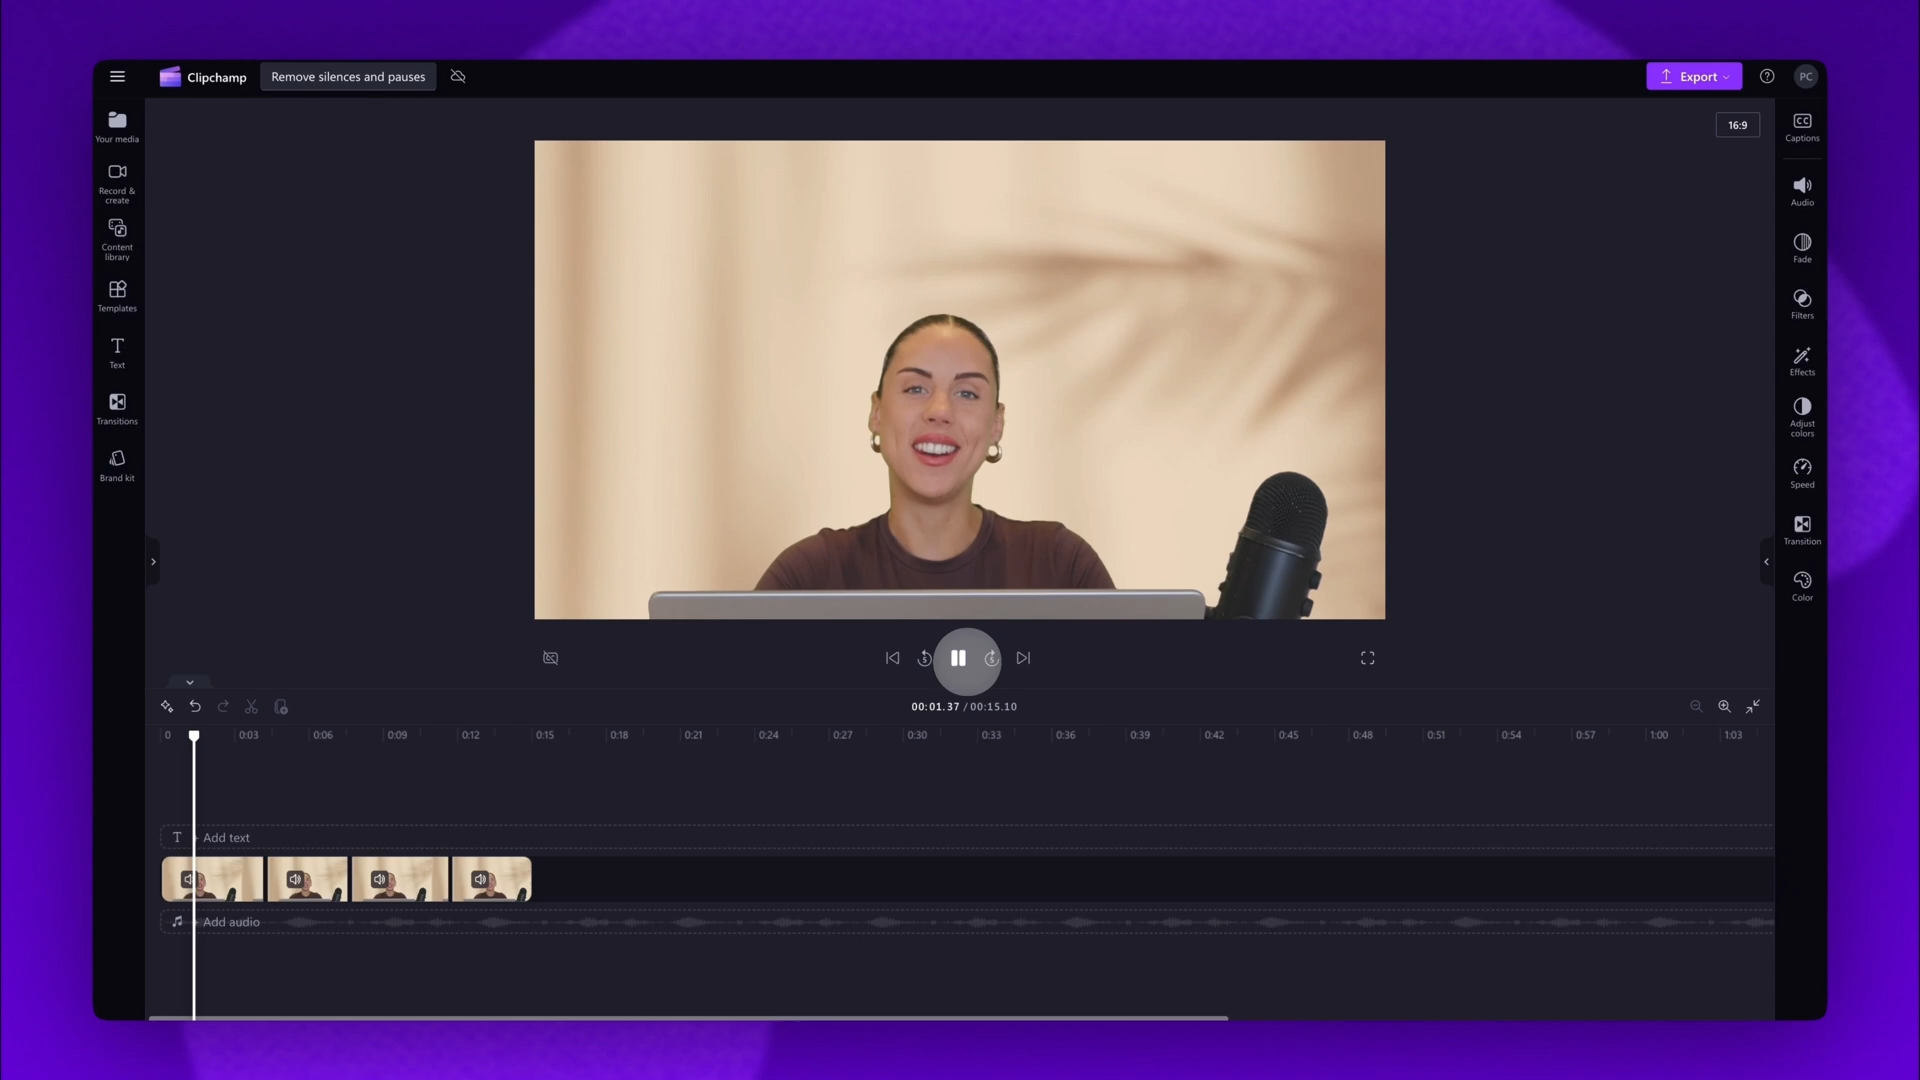 Clipchamp
Remove silences and pauses
Export
PC
Your media
Record &
create
Content
library
Templates
Text
Transitions
Brand kit
16:9
CC
Captions
Audio
Fade
Filters
Effects
Adjust
colors
Speed
Transition
Color
5
5
00:01.37 / 00:15.10
0
0:03
0:06
0:09
0:12
0:15
0:18
0:21
0:24
0:27
0:30
0:33
0:36
0:39
0:42
0:45
0:48
0:51
0:54
0:57
1:00
1:03
T + Add text
+ Add audio